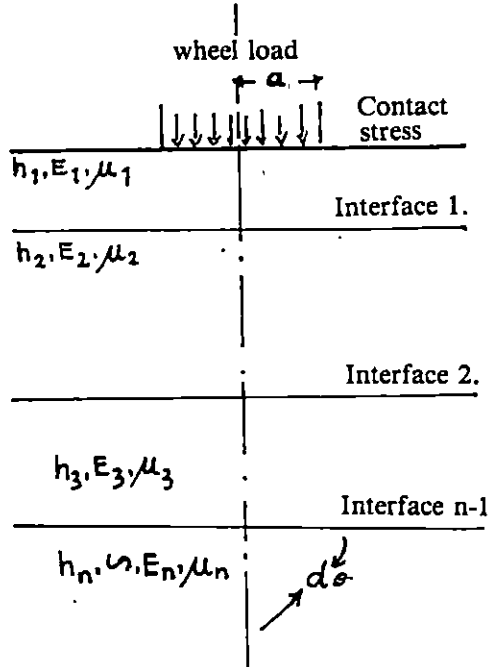 wheel load
a
Contact
stress
h₁, E₁, μ₁
Interface 1.
h₂, E₂, μ₂
Interface 2.
h₃, E₃, μ₃
Interface n-1
hₙ, ∽, Eₙ, μₙ